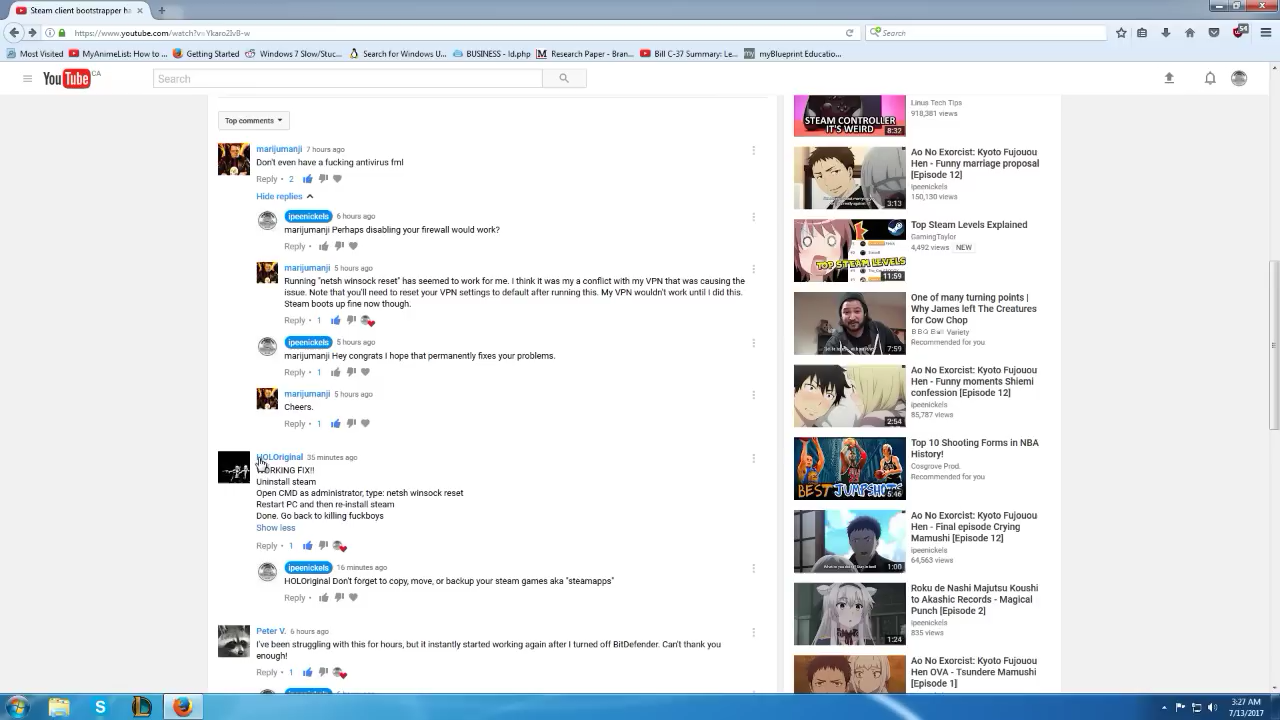 Steam client bootstrapper h
https://www.youtube.com/watch?v=YkaroZIvB-w
Search
54
Most Visited
MyAnimeList: How to ...
Getting Started
Windows 7 Slow/Stuc...
Search for Windows U...
BUSINESS - ld.php
Research Paper - Bran...
Bill C-37 Summary: Le...
my
myBlueprint Educatio...
YouTube CA
Search
Top comments
marijumanji 7 hours ago
Don't even have a fucking antivirus fml
Reply • 2
Hide replies
ipeenickels 6 hours ago
marijumanji Perhaps disabling your firewall would work?
Reply •
marijumanji 5 hours ago
Running "netsh winsock reset" has seemed to work for me. I think it was my a conflict with my VPN that was causing the
issue. Note that you'll need to reset your VPN settings to default after running this. My VPN wouldn't work until I did this.
Steam boots up fine now though.
Reply • 1
ipeenickels 5 hours ago
marijumanji Hey congrats I hope that permanently fixes your problems.
Reply • 1
marijumanji 5 hours ago
Cheers.
Reply • 1
HOLOriginal 35 minutes ago
WORKING FIX!!
Uninstall steam
Open CMD as administrator, type: netsh winsock reset
Restart PC and then re-install steam
Done. Go back to killing fuckboys
Show less
Reply • 1
ipeenickels 16 minutes ago
HOLOriginal Don't forget to copy, move, or backup your steam games aka "steamapps"
Reply •
Peter V. 6 hours ago
I've been struggling with this for hours, but it instantly started working again after I turned off BitDefender. Can't thank you
enough!
Reply • 1
STEAM CONTROLLER
IT'S WEIRD
8:32
Linus Tech Tips
918,381 views
3:13
Ao No Exorcist: Kyoto Fujouou
Hen - Funny marriage proposal
[Episode 12]
ipeenickels
150,130 views
TOP STEAM LEVELS
11:59
Top Steam Levels Explained
GamingTaylor
4,492 views NEW
7:59
One of many turning points |
Why James left The Creatures
for Cow Chop
BBG Ball Variety
Recommended for you
2:54
Ao No Exorcist: Kyoto Fujouou
Hen - Funny moments Shiemi
confession [Episode 12]
ipeenickels
85,787 views
BEST JUMPSHOTS
5:46
Top 10 Shooting Forms in NBA
History!
Cosgrove Prod.
Recommended for you
1:00
Ao No Exorcist: Kyoto Fujouou
Hen - Final episode Crying
Mamushi [Episode 12]
ipeenickels
64,563 views
1:24
Roku de Nashi Majutsu Koushi
to Akashic Records - Magical
Punch [Episode 2]
ipeenickels
835 views
Ao No Exorcist: Kyoto Fujouou
Hen OVA - Tsundere Mamushi
[Episode 1]
3:27 AM
7/13/2017